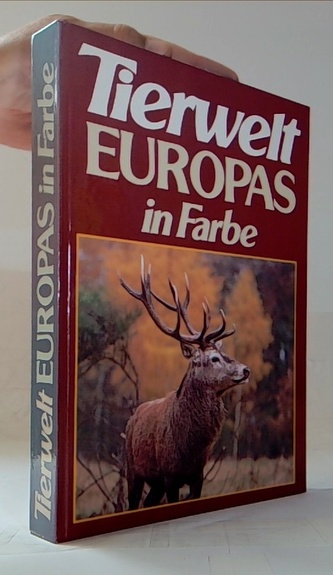 Tierwelt
EUROPAS
in Farbe
Tierwelt EUROPAS in Farbe